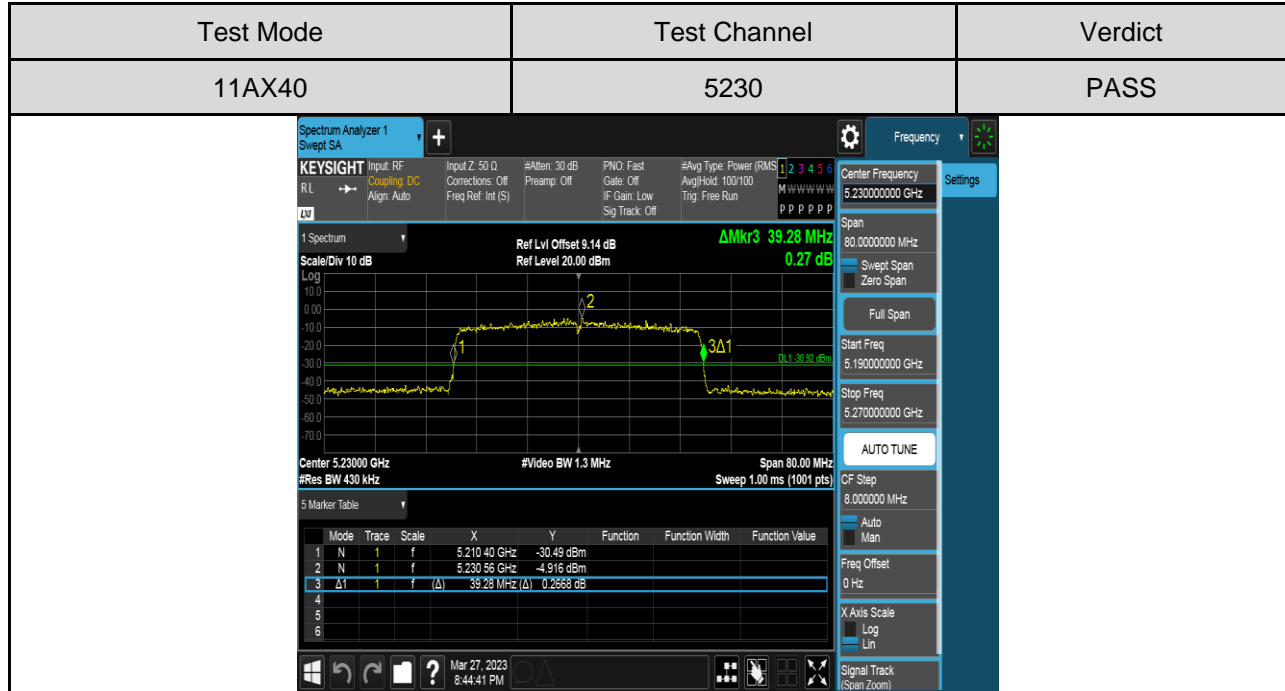 Test Mode Test Channel Verdict
11AX40 5230 PASS
Spectrum Analyzer 1
Swept SA
+
Frequency
KEYSIGHT Input: RF Input Z: 50 Ω #Atten: 30 dB PNO: Fast #Avg Type: Power (RMS 1 2 3 4 5 6
RL Coupling: DC Corrections: Off Preamp: Off Gate: Off Avg|Hold: 100/100 M W W W W W
Align: Auto Freq Ref: Int (S) IF Gain: Low Trig: Free Run
Sig Track: Off P P P P P P
LXI
1 Spectrum
Ref Lvl Offset 9.14 dB
ΔMkr3 39.28 MHz
Scale/Div 10 dB Ref Level 20.00 dBm 0.27 dB
Log
10.0
0.00
-10.0
-20.0
-30.0
-40.0
-50.0
-60.0
-70.0
1
2
3Δ1
DL1 -30.92 dBm
Center 5.23000 GHz #Video BW 1.3 MHz Span 80.00 MHz
#Res BW 430 kHz Sweep 1.00 ms (1001 pts)
5 Marker Table
Mode Trace Scale X Y Function Function Width Function Value
1 N 1 f 5.210 40 GHz -30.49 dBm
2 N 1 f 5.230 56 GHz -4.916 dBm
3 Δ1 1 f (Δ) 39.28 MHz (Δ) 0.2668 dB
4
5
6
Mar 27, 2023
8:44:41 PM
?
Center Frequency
5.230000000 GHz
Settings
Span
80.0000000 MHz
Swept Span
Zero Span
Full Span
Start Freq
5.190000000 GHz
Stop Freq
5.270000000 GHz
AUTO TUNE
CF Step
8.000000 MHz
Auto
Man
Freq Offset
0 Hz
X Axis Scale
Log
Lin
Signal Track
(Span Zoom)